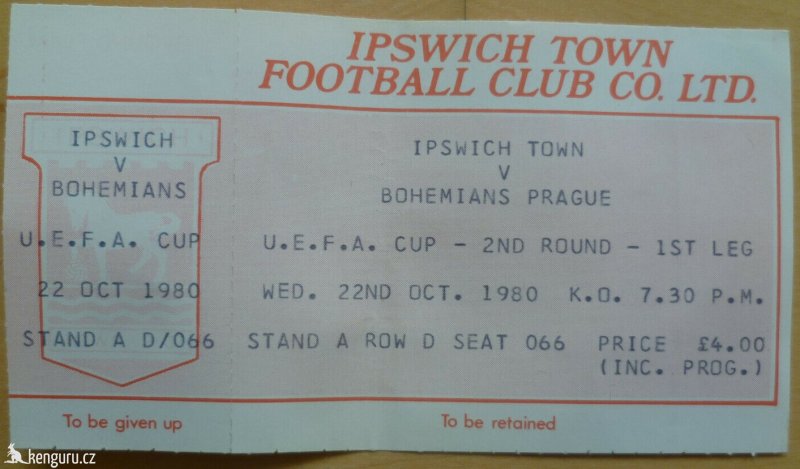 IPSWICH TOWN
FOOTBALL CLUB CO. LTD.
IPSWICH
V
BOHEMIANS
U.E.F.A. CUP
22 OCT 1980
STAND A D/066
To be given up
IPSWICH TOWN
V
BOHEMIANS PRAGUE
U.E.F.A. CUP - 2ND ROUND - 1ST LEG
WED. 22ND OCT. 1980 K.O. 7.30 P.M.
STAND A ROW D SEAT 066 PRICE £4.00
(INC. PROG.)
To be retained
kenguru.cz